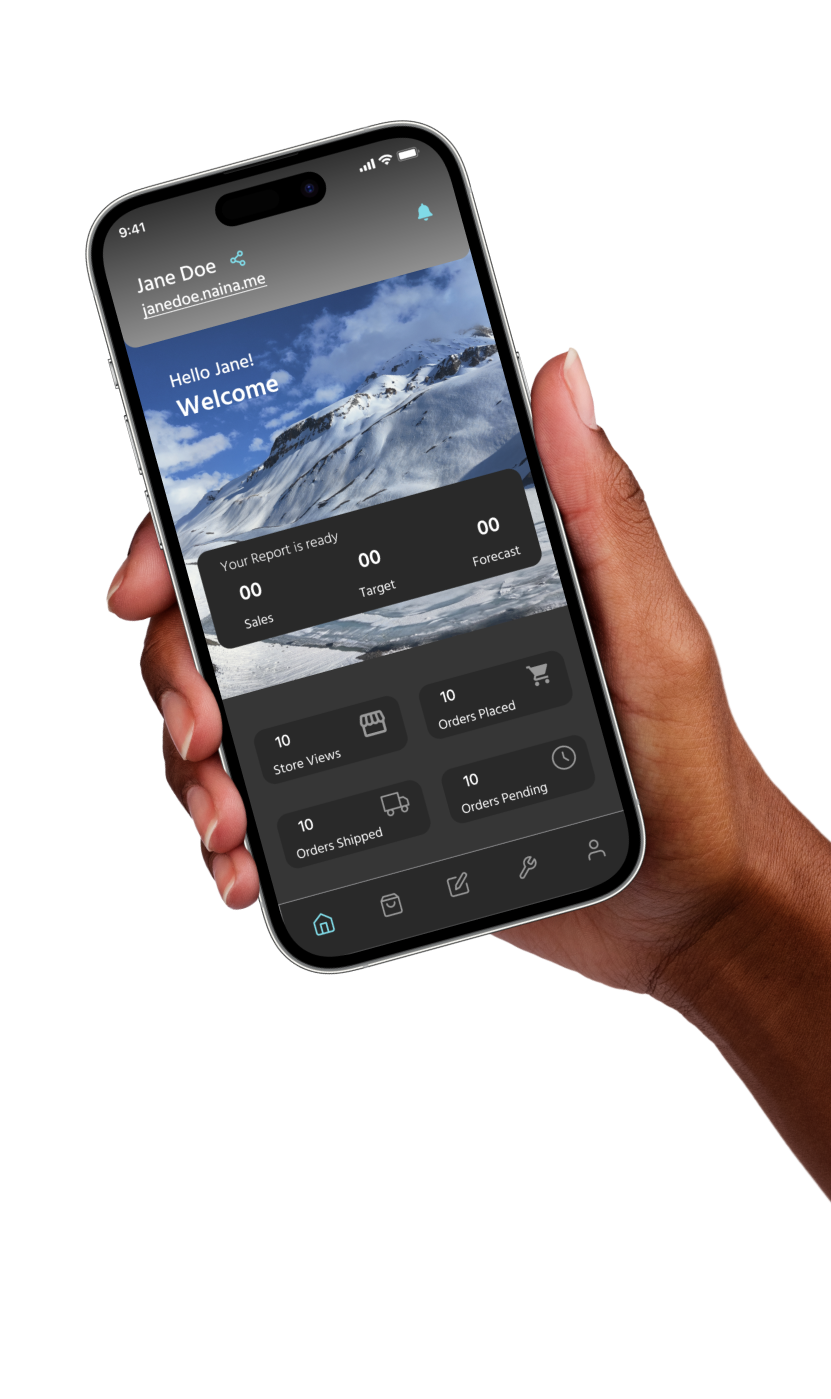 9:41
Jane Doe
janedoe.naina.me
Hello Jane!
Welcome
Your Report is ready
00
00
00
Sales
Target
Forecast
10
Store Views
10
Orders Placed
10
Orders Shipped
10
Orders Pending